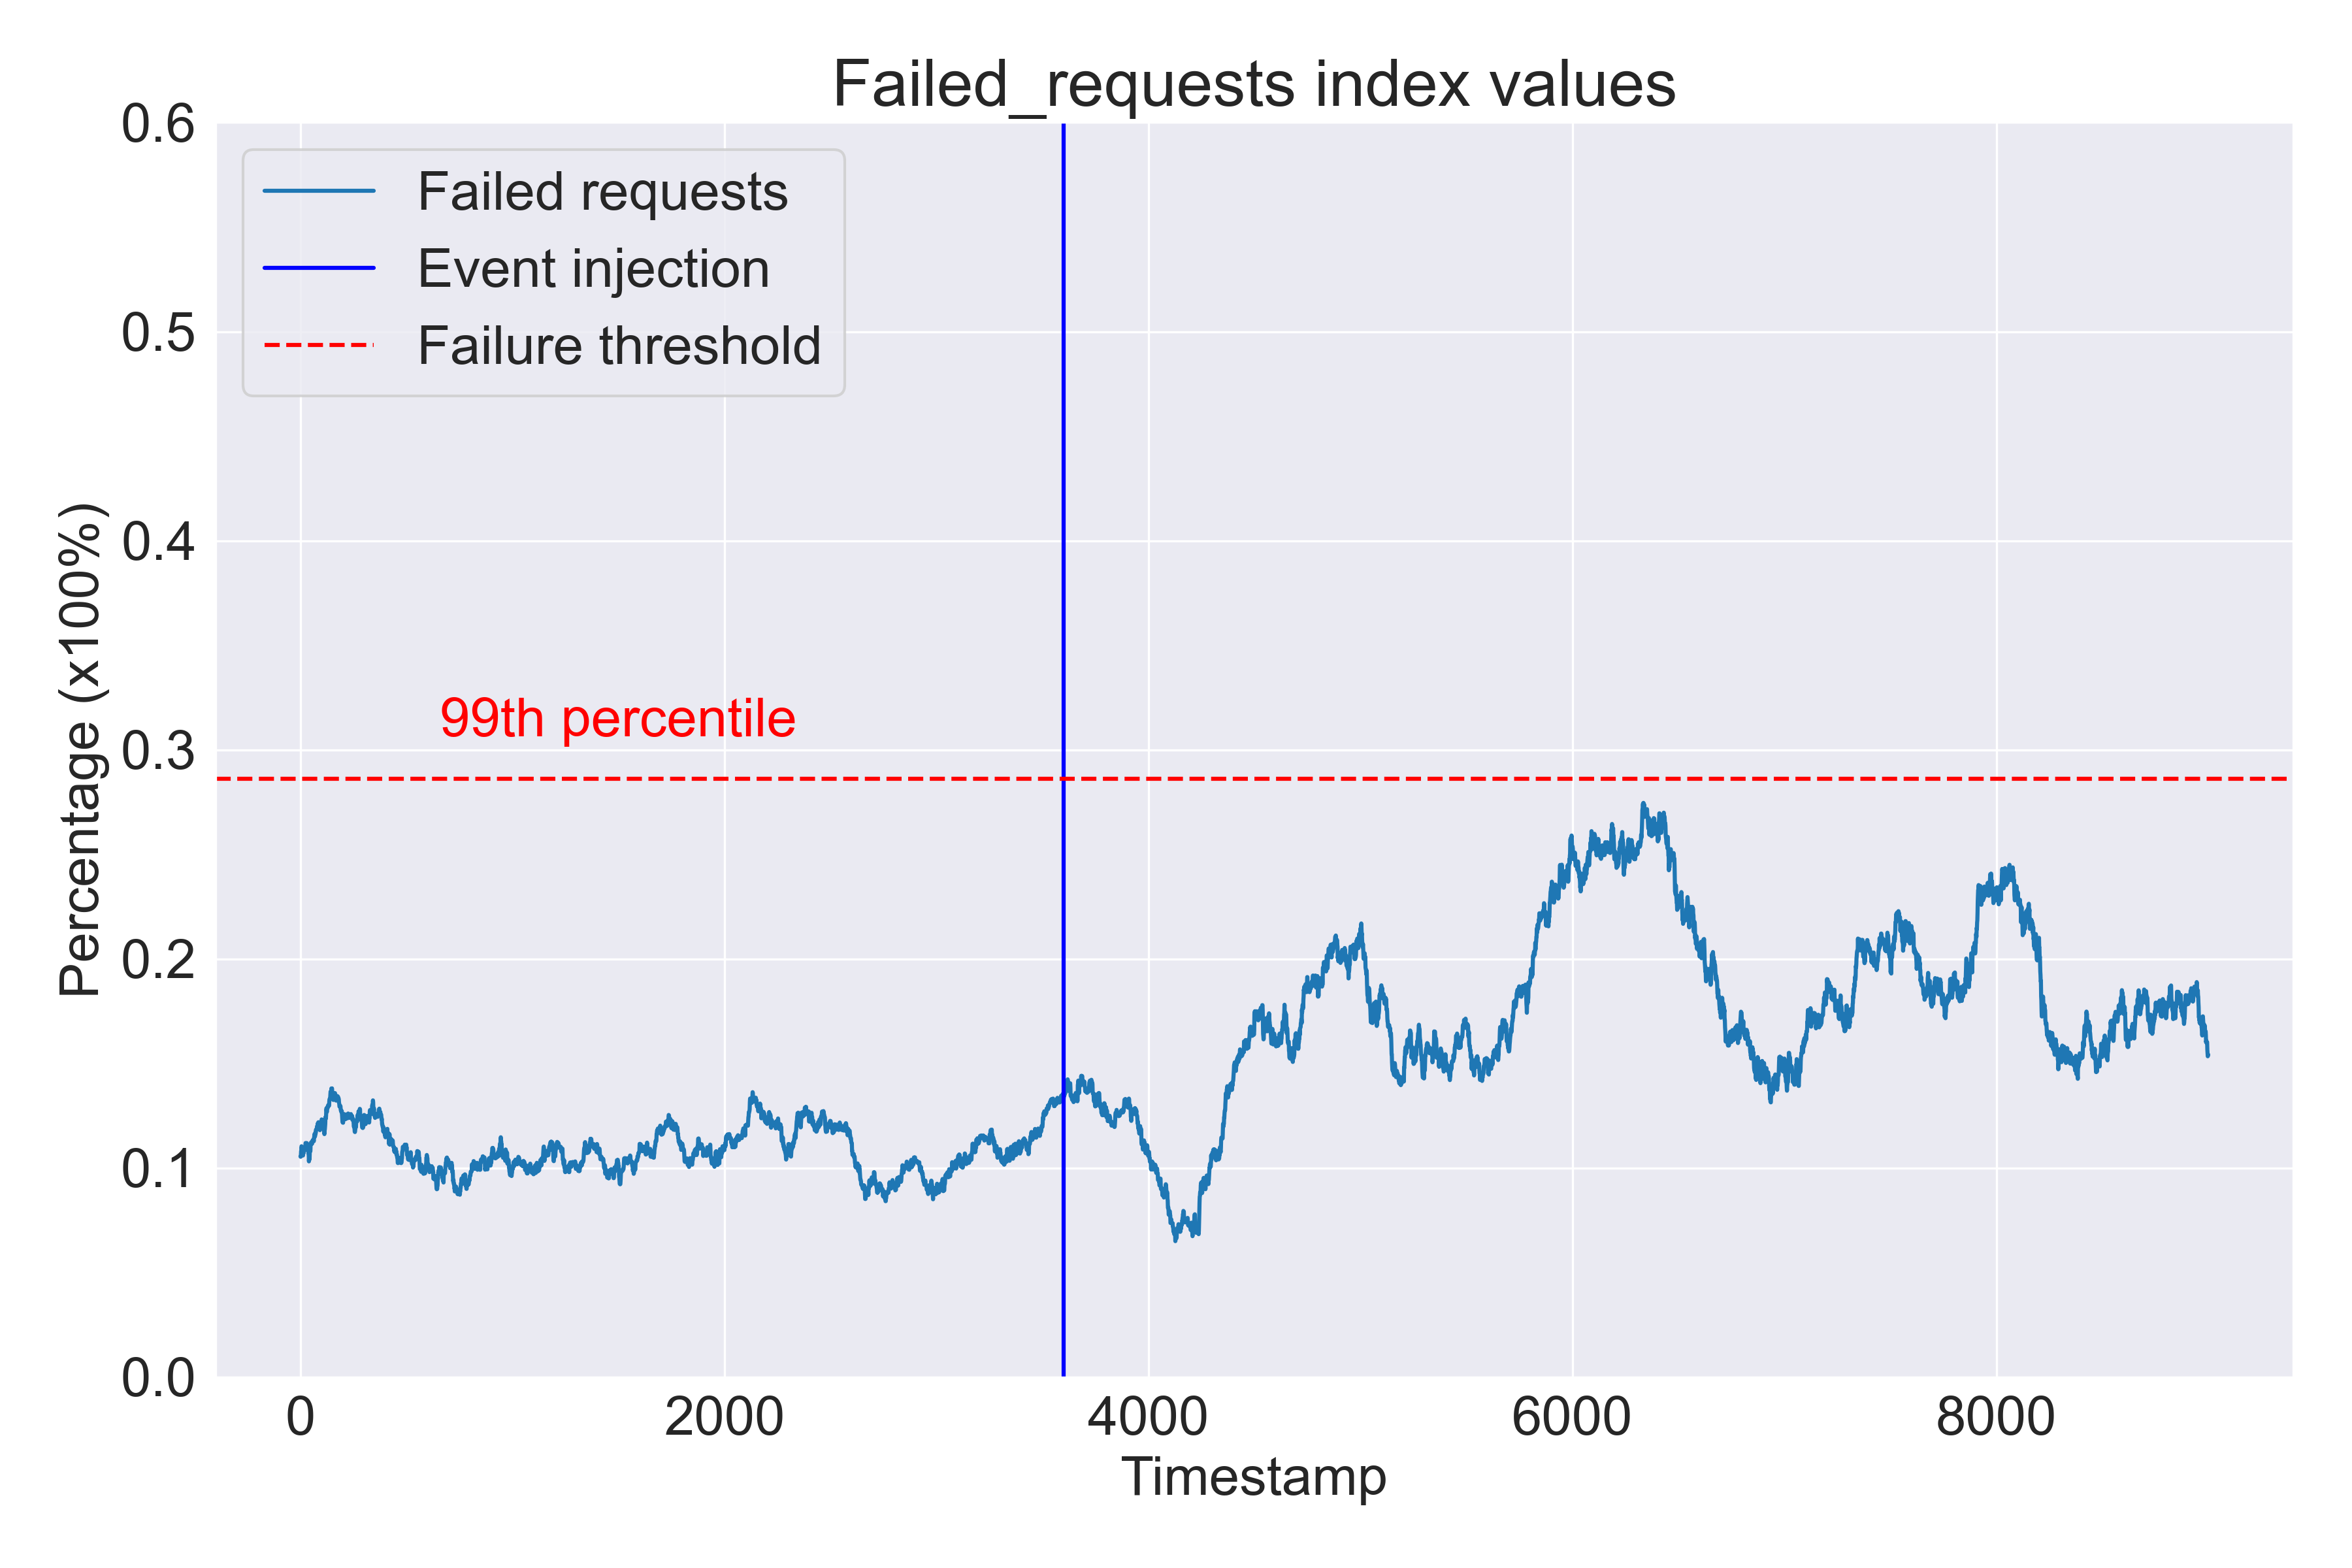 Failed_requests index values
0.6
0.5
0.4
0.3
0.2
0.1
0.0
Percentage (x100%)
Failed requests
Event injection
Failure threshold
99th percentile
0
2000
4000
6000
8000
Timestamp